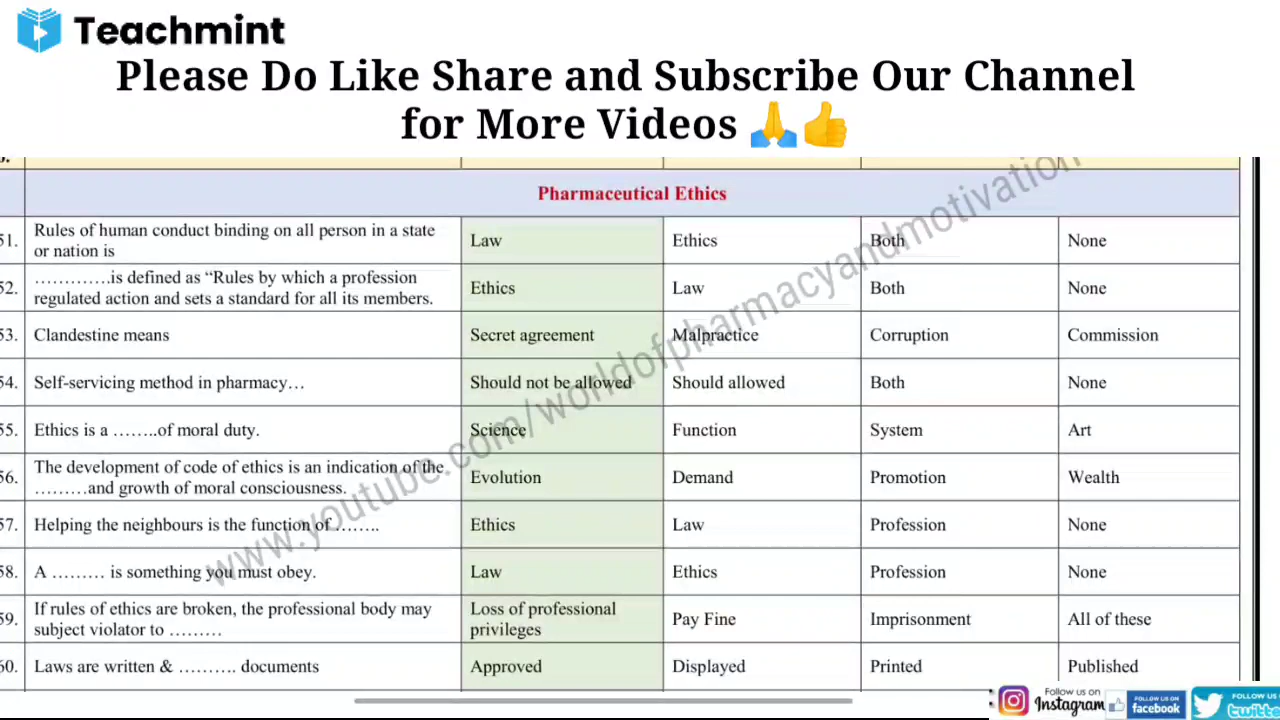 Teachmint
Please Do Like Share and Subscribe Our Channel
for More Videos 🙏👍
Pharmaceutical Ethics
51. Rules of human conduct binding on all person in a state
or nation is
Law Ethics Both None
52. ………….is defined as “Rules by which a profession
regulated action and sets a standard for all its members.
Ethics Law Both None
53. Clandestine means Secret agreement Malpractice Corruption Commission
54. Self-servicing method in pharmacy… Should not be allowed Should allowed Both None
55. Ethics is a ……..of moral duty. Science Function System Art
56. The development of code of ethics is an indication of the
………and growth of moral consciousness.
Evolution Demand Promotion Wealth
57. Helping the neighbours is the function of …….. Ethics Law Profession None
58. A ……… is something you must obey. Law Ethics Profession None
59. If rules of ethics are broken, the professional body may
subject violator to ………
Loss of professional
privileges
Pay Fine Imprisonment All of these
60. Laws are written & ………. documents Approved Displayed Printed Published
www.youtube.com/worldofpharmacyandmotivation
Follow us on
Instagram
FOLLOW US ON
facebook
FOLLOW US
twitte